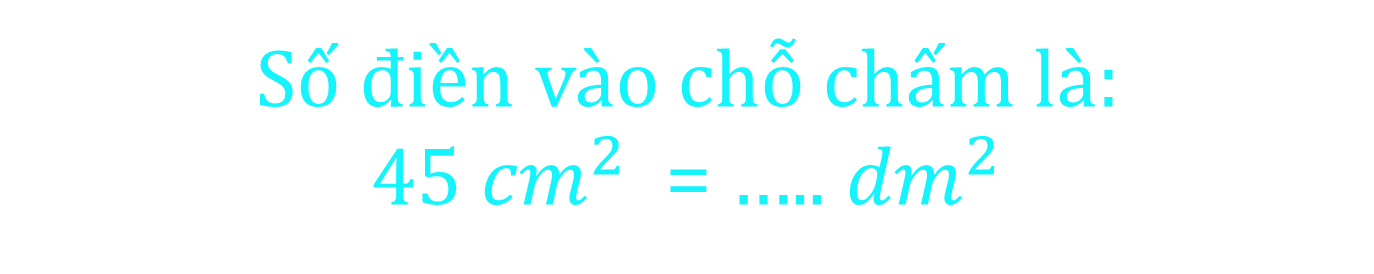 Số điền vào chỗ chấm là:
45 cm² = ..... dm²